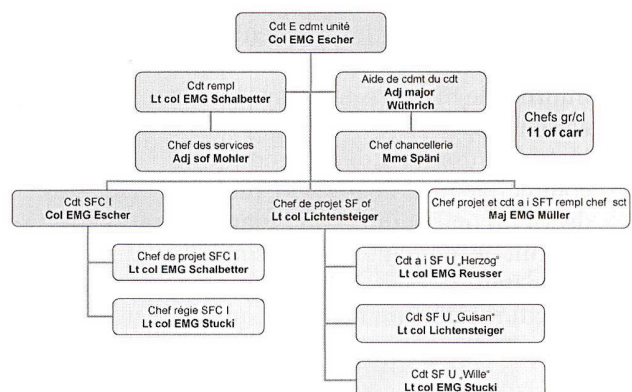 Cdt E cdmt unité
Col EMG Escher
Cdt rempl
Lt col EMG Schalbetter
Aide de cdmt du cdt
Adj major
Wüthrich
Chefs gr/cl
11 of carr
Chef des services
Adj sof Mohler
Chef chancellerie
Mme Späni
Cdt SFC I
Col EMG Escher
Chef de projet SF of
Lt col Lichtensteiger
Chef projet et cdt a i SFT rempl chef sct
Maj EMG Müller
Chef de projet SFC I
Lt col EMG Schalbetter
Chef régie SFC I
Lt col EMG Stucki
Cdt a i SF U „Herzog“
Lt col EMG Reusser
Cdt SF U „Guisan“
Lt col Lichtensteiger
Cdt SF U „Wille“
Lt col EMG Stucki